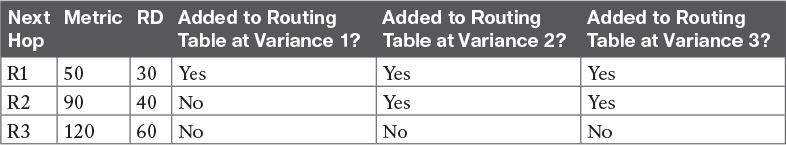 Next Metric RD Added to Routing Added to Routing Added to Routing
Hop Table at Variance 1? Table at Variance 2? Table at Variance 3?
R1 50 30 Yes Yes Yes
R2 90 40 No Yes Yes
R3 120 60 No No No